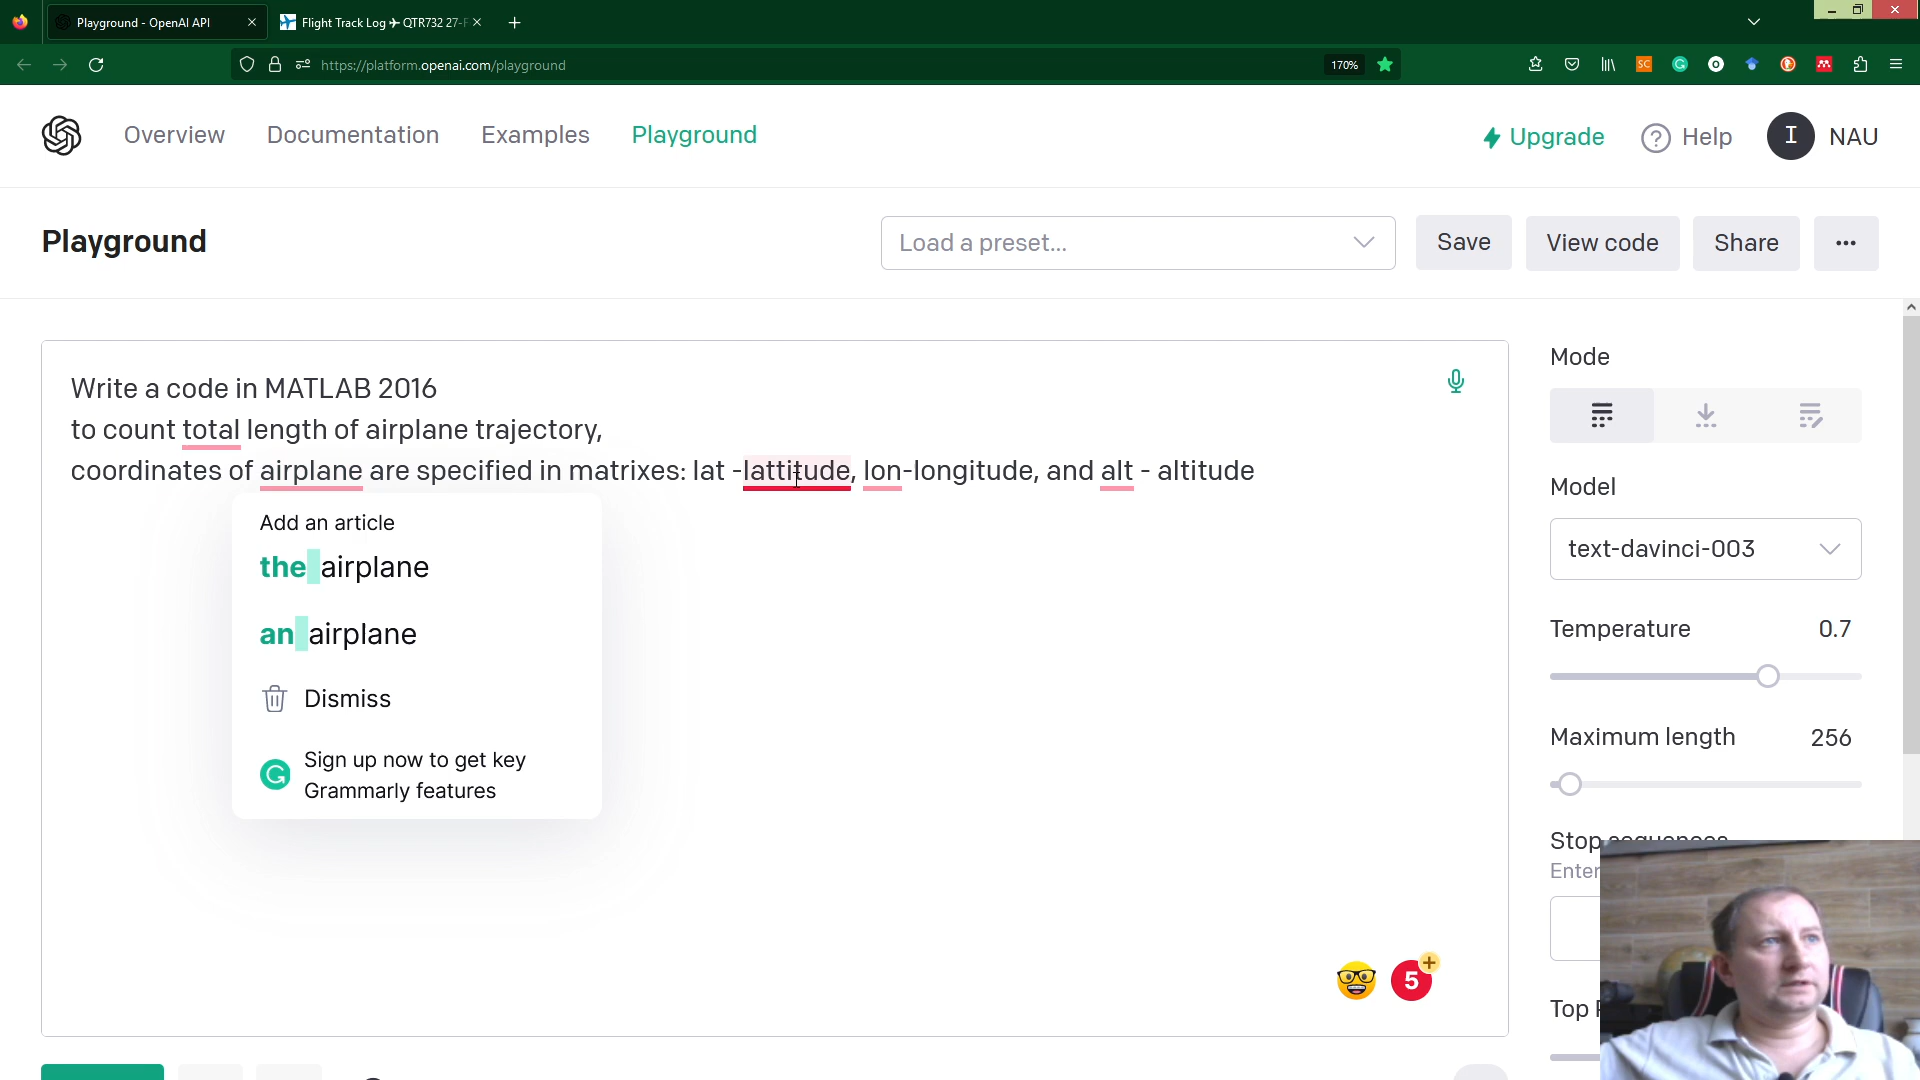 Playground - OpenAI API
Flight Track Log ✈ QTR732 27-F
https://platform.openai.com/playground
170%
SC
Overview
Documentation
Examples
Playground
Upgrade
Help
I
NAU
Playground
Load a preset...
Save
View code
Share
Write a code in MATLAB 2016
to count total length of airplane trajectory,
coordinates of airplane are specified in matrixes: lat -lattitude, lon-longitude, and alt - altitude
Add an article
the airplane
an airplane
Dismiss
Sign up now to get key
Grammarly features
5
Mode
Model
text-davinci-003
Temperature
0.7
Maximum length
256
Stop sequences
Enter
Top